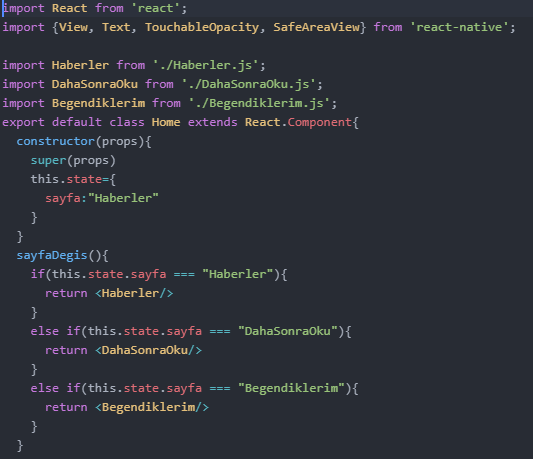 import React from 'react';
import {View, Text, TouchableOpacity, SafeAreaView} from 'react-native';
import Haberler from './Haberler.js';
import DahaSonraOku from './DahaSonraOku.js';
import Begendiklerim from './Begendiklerim.js';
export default class Home extends React.Component{
  constructor(props){
    super(props)
    this.state={
      sayfa:"Haberler"
    }
  }
  sayfaDegis(){
    if(this.state.sayfa === "Haberler"){
      return <Haberler/>
    }
    else if(this.state.sayfa === "DahaSonraOku"){
      return <DahaSonraOku/>
    }
    else if(this.state.sayfa === "Begendiklerim"){
      return <Begendiklerim/>
    }
  }